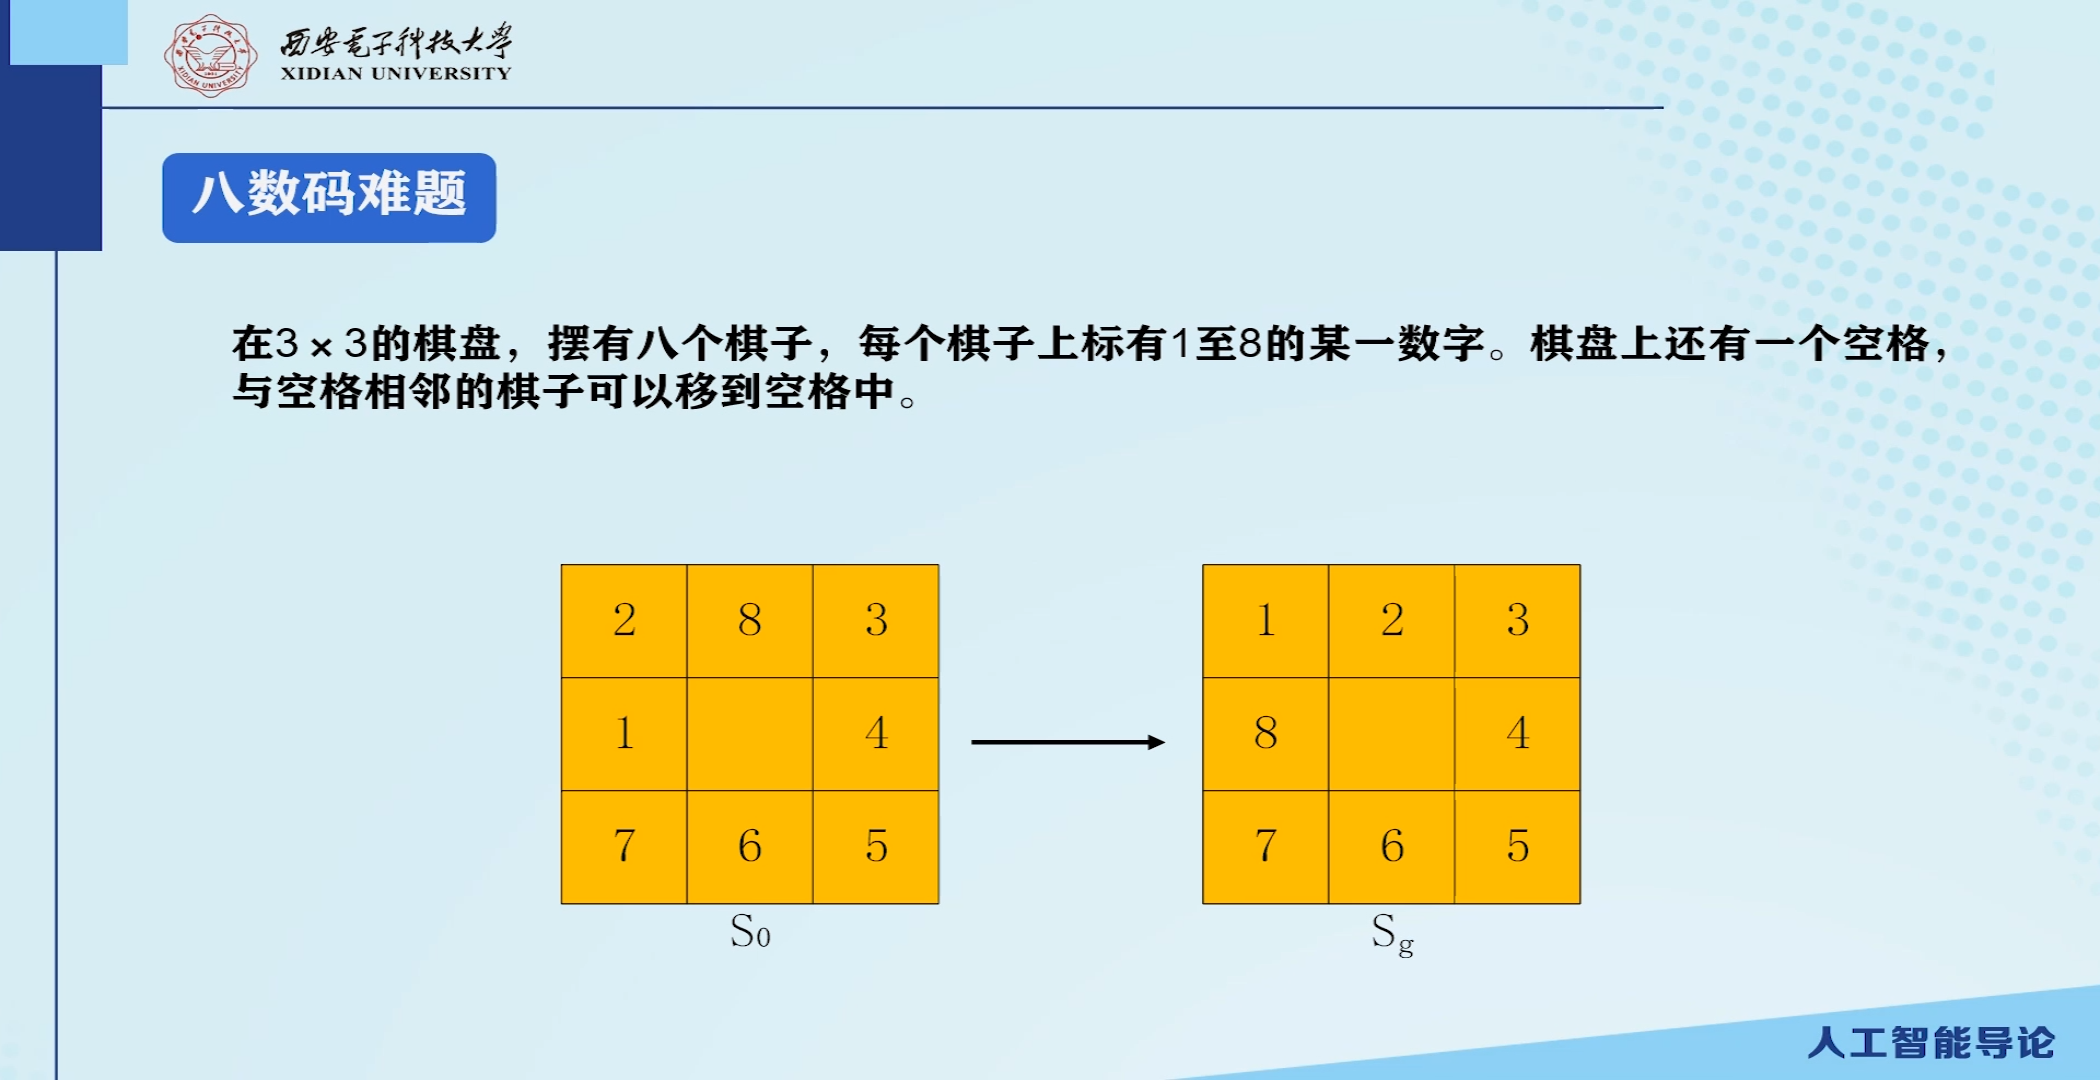 西安电子科技大学
XIDIAN UNIVERSITY
八数码难题
在3×3的棋盘，摆有八个棋子，每个棋子上标有1至8的某一数字。棋盘上还有一个空格，
与空格相邻的棋子可以移到空格中。
2 8 3
1 4
7 6 5
S0
1 2 3
8 4
7 6 5
Sg
人工智能导论